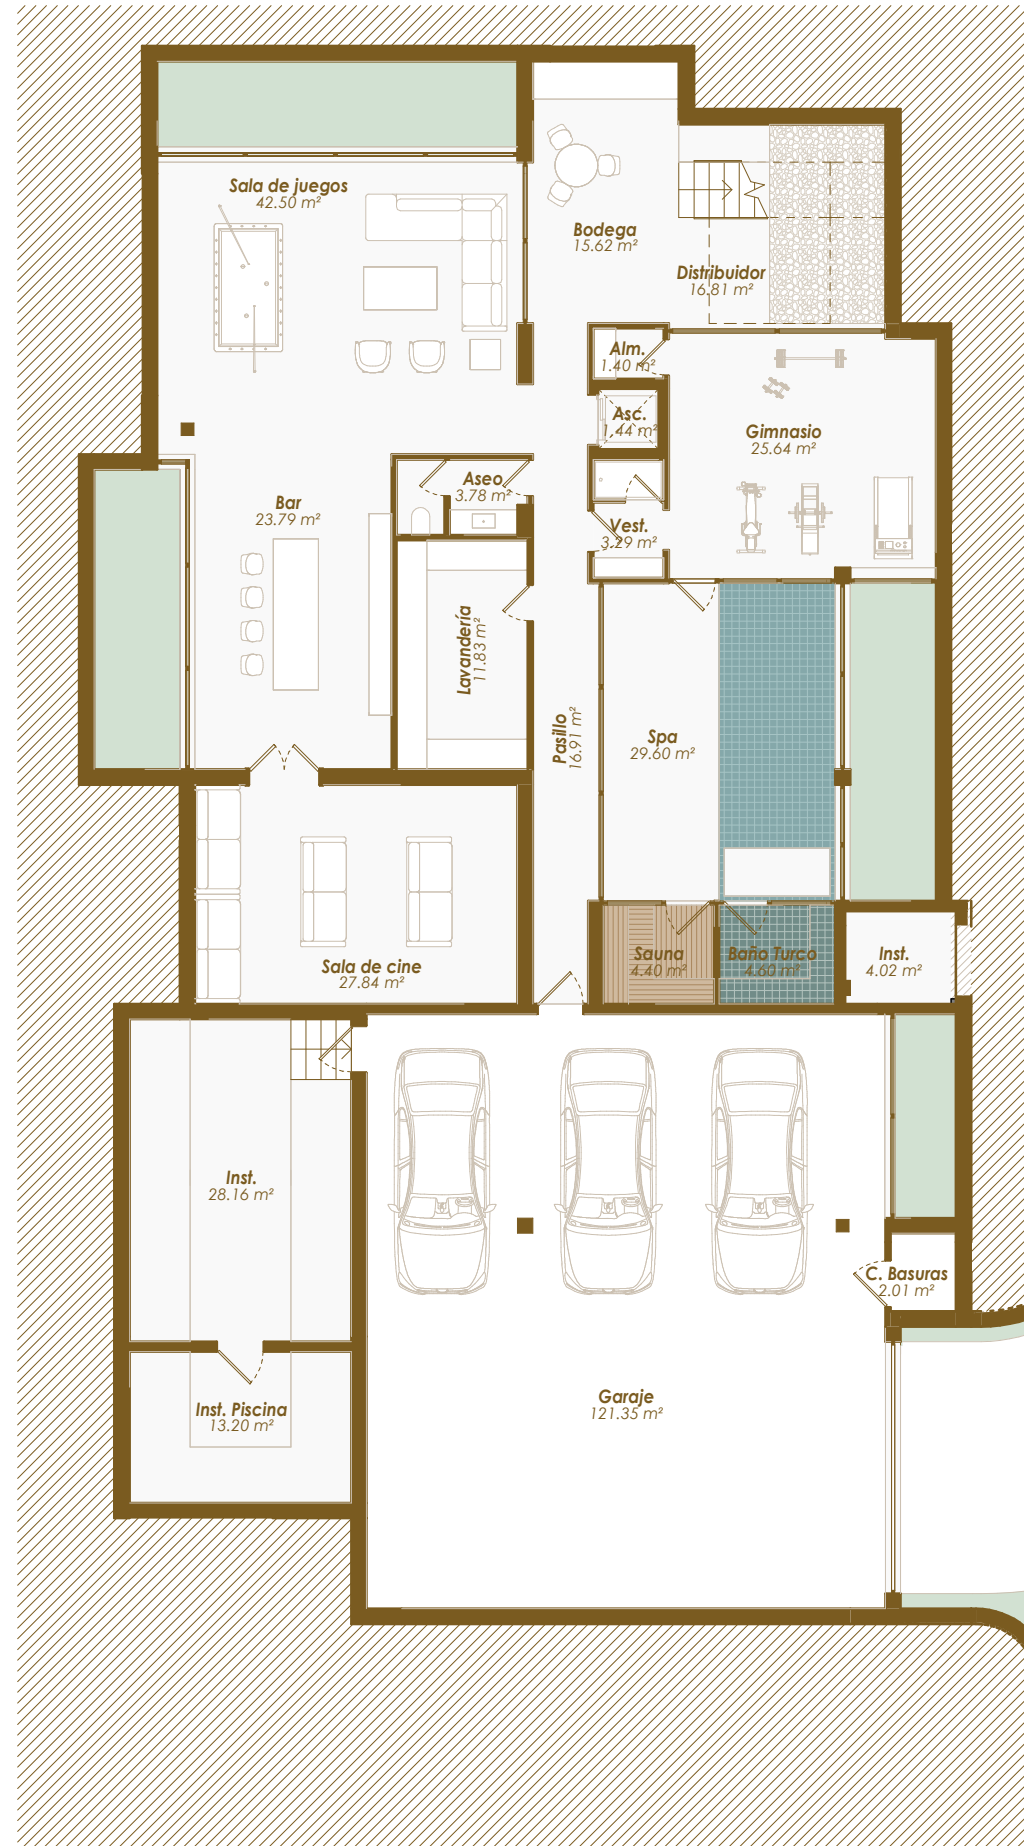 Sala de juegos
42.50 m²
Bodega
15.62 m²
Distribuidor
16.81 m²
Alm.
1.40 m²
Asc.
1.44 m²
Gimnasio
25.64 m²
Aseo
3.78 m²
Bar
23.79 m²
Vest.
3.29 m²
Lavandería
11.83 m²
Pasillo
16.91 m²
Spa
29.60 m²
Sala de cine
27.84 m²
Sauna
4.40 m²
Baño Turco
4.60 m²
Inst.
4.02 m²
Inst.
28.16 m²
C. Basuras
2.01 m²
Inst. Piscina
13.20 m²
Garaje
121.35 m²